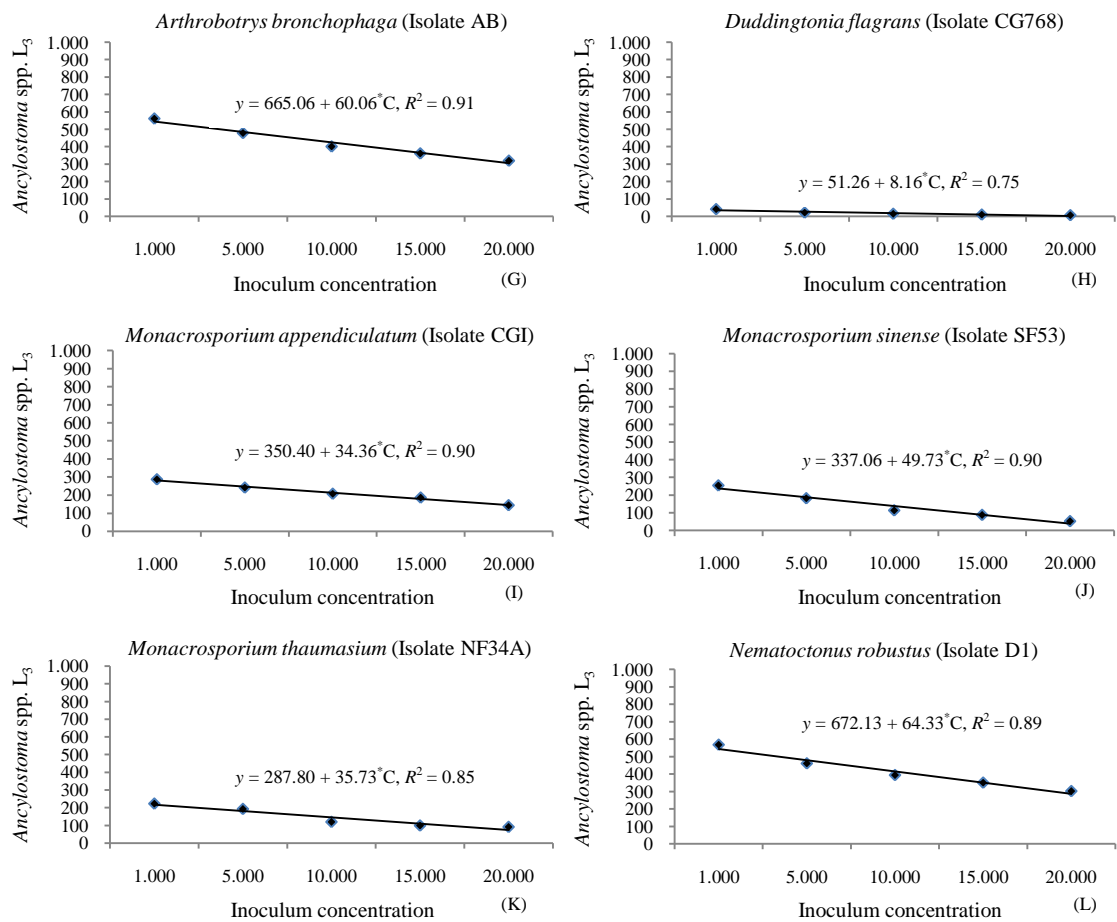 Arthrobotrys bronchophaga (Isolate AB)
Ancylostoma spp. L3
1.000
900
800
700
600
500
400
300
200
100
0
y = 665.06 + 60.06*C, R2 = 0.91
1.000 5.000 10.000 15.000 20.000
Inoculum concentration
(G)
Duddingtonia flagrans (Isolate CG768)
Ancylostoma spp. L3
1.000
900
800
700
600
500
400
300
200
100
0
y = 51.26 + 8.16*C, R2 = 0.75
1.000 5.000 10.000 15.000 20.000
Inoculum concentration
(H)
Monacrosporium appendiculatum (Isolate CGI)
Ancylostoma spp. L3
1.000
900
800
700
600
500
400
300
200
100
0
y = 350.40 + 34.36*C, R2 = 0.90
1.000 5.000 10.000 15.000 20.000
Inoculum concentration
(I)
Monacrosporium sinense (Isolate SF53)
Ancylostoma spp. L3
1.000
900
800
700
600
500
400
300
200
100
0
y = 337.06 + 49.73*C, R2 = 0.90
1.000 5.000 10.000 15.000 20.000
Inoculum concentration
(J)
Monacrosporium thaumasium (Isolate NF34A)
Ancylostoma spp. L3
1.000
900
800
700
600
500
400
300
200
100
0
y = 287.80 + 35.73*C, R2 = 0.85
1.000 5.000 10.000 15.000 20.000
Inoculum concentration
(K)
Nematoctonus robustus (Isolate D1)
Ancylostoma spp. L3
1.000
900
800
700
600
500
400
300
200
100
0
y = 672.13 + 64.33*C, R2 = 0.89
1.000 5.000 10.000 15.000 20.000
Inoculum concentration
(L)